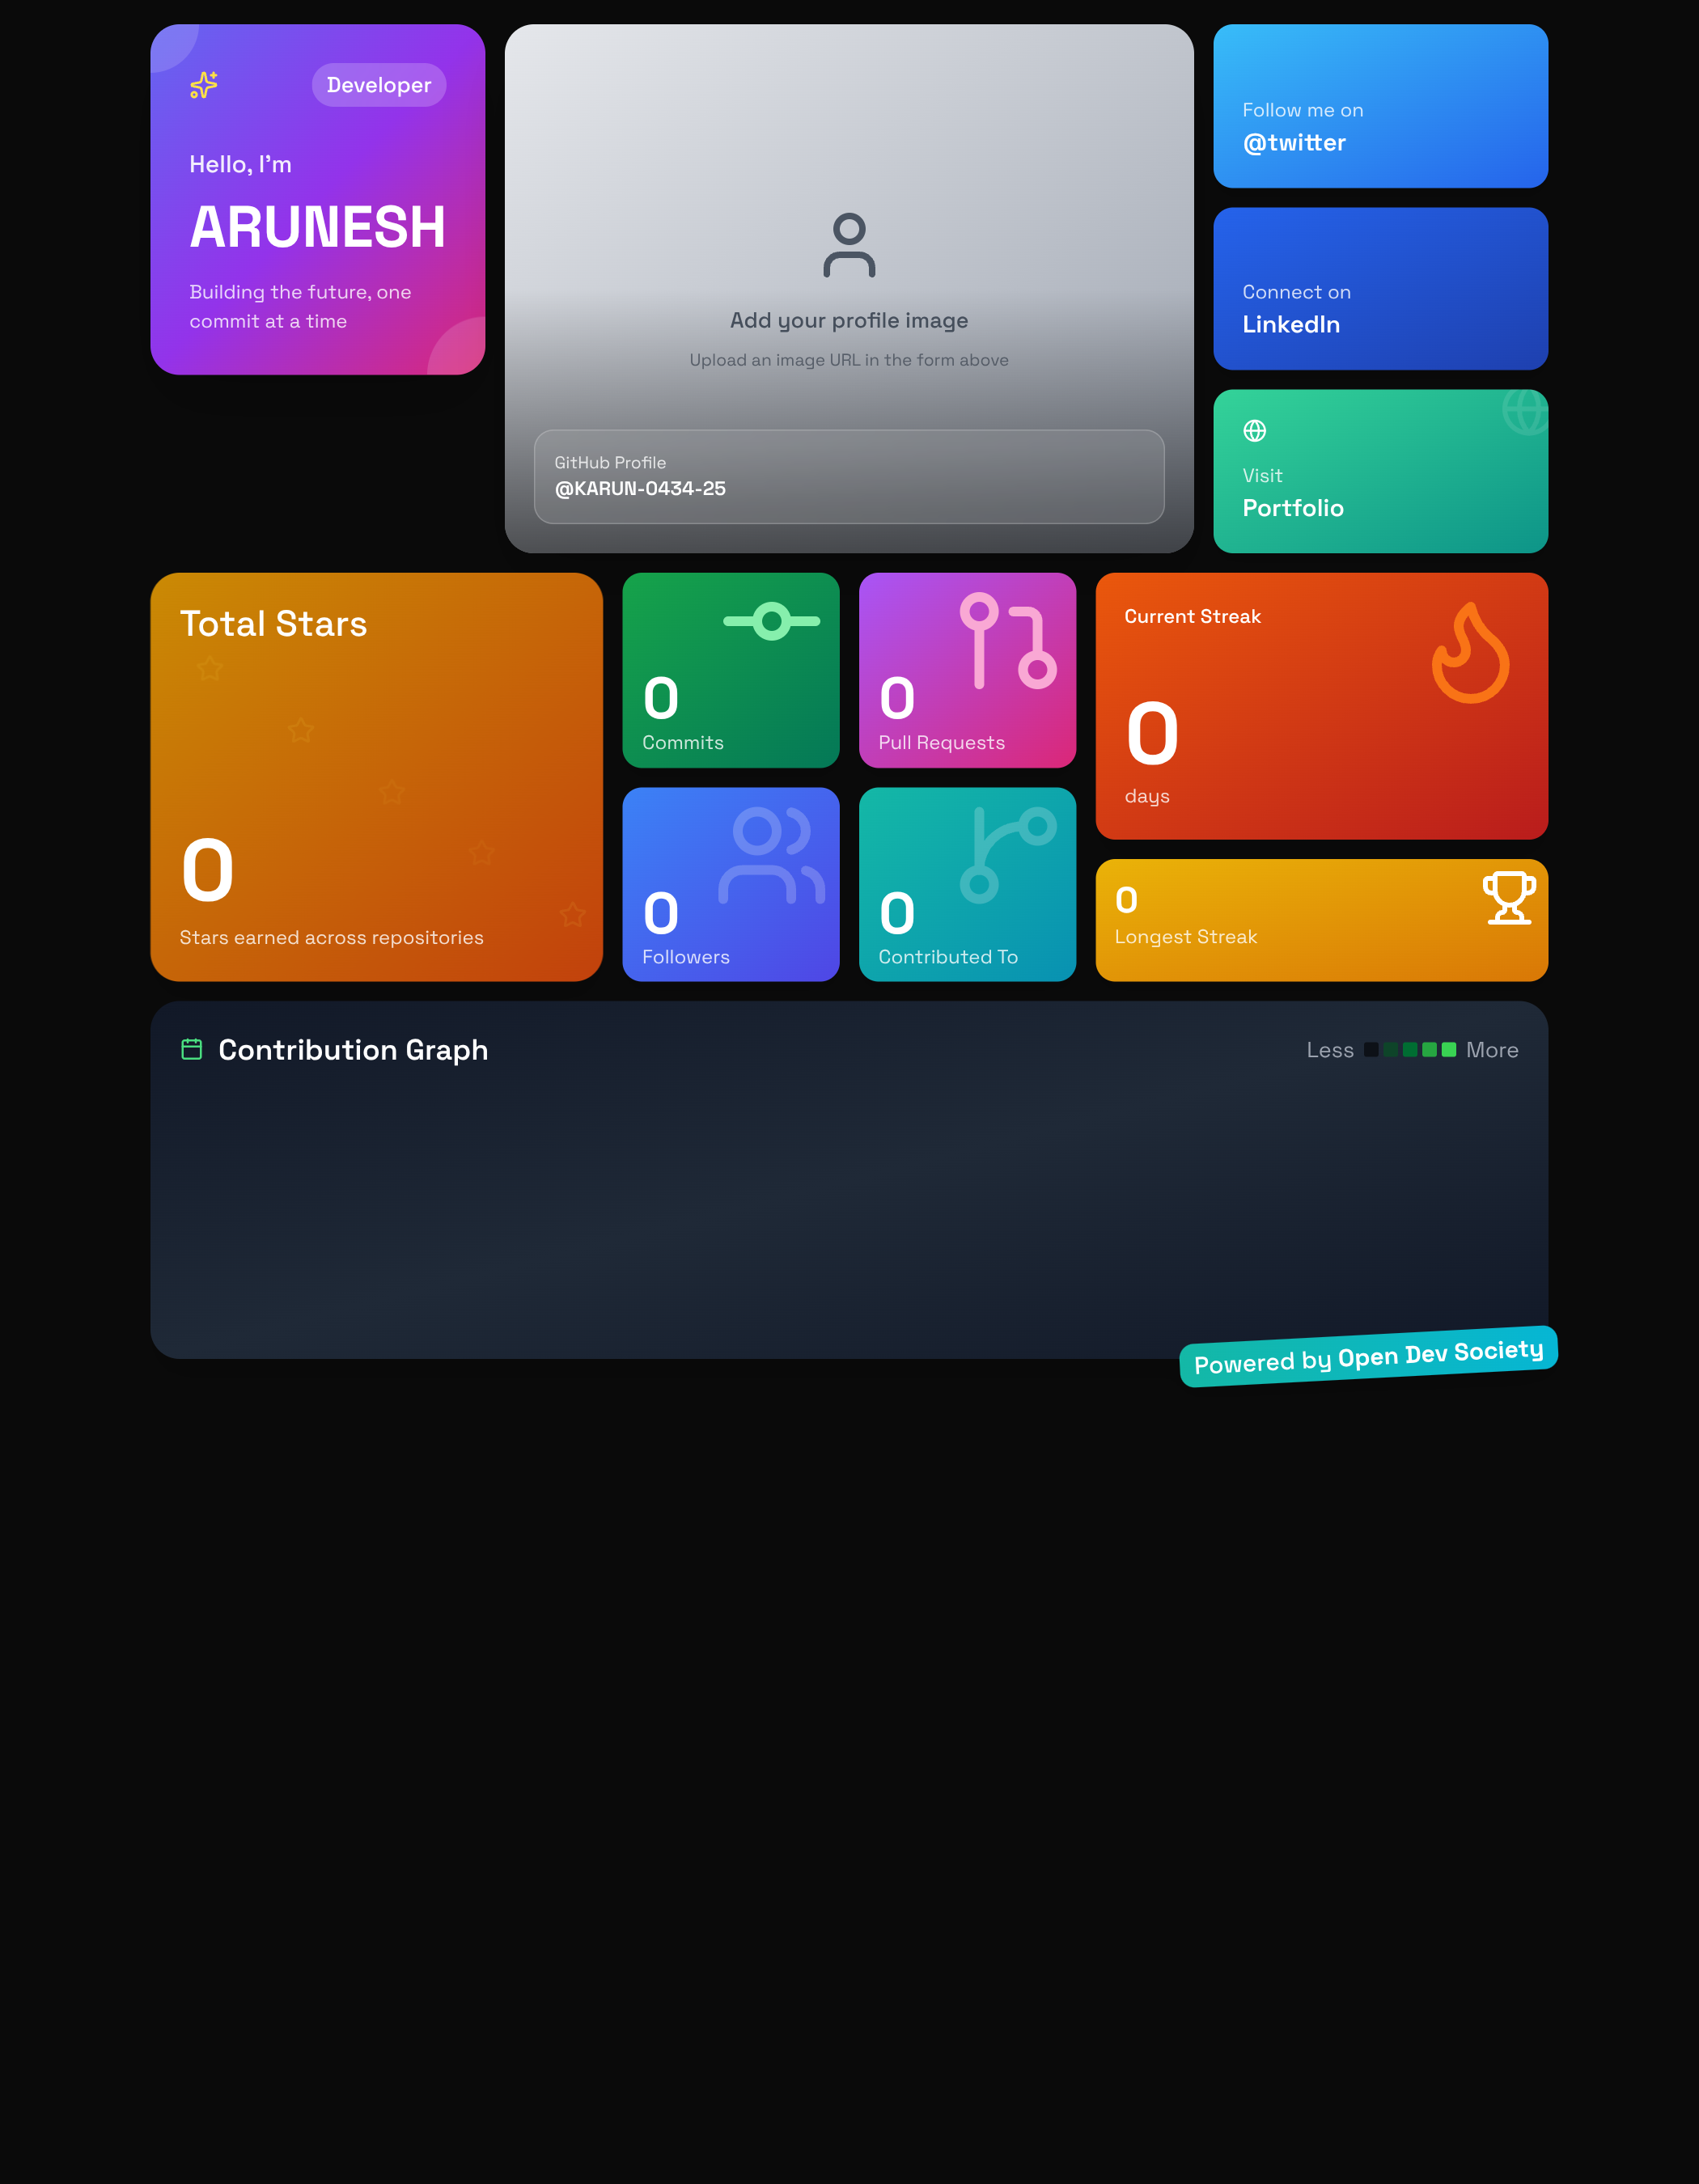 Developer
Hello, I'm
ARUNESH
Building the future, one
commit at a time
Add your profile image
Upload an image URL in the form above
GitHub Profile
@KARUN-0434-25
Follow me on
@twitter
Connect on
LinkedIn
Visit
Portfolio
Total Stars
0
Stars earned across repositories
0
Commits
0
Pull Requests
0
Followers
0
Contributed To
Current Streak
0
days
0
Longest Streak
Contribution Graph
Less
More
Powered by Open Dev Society